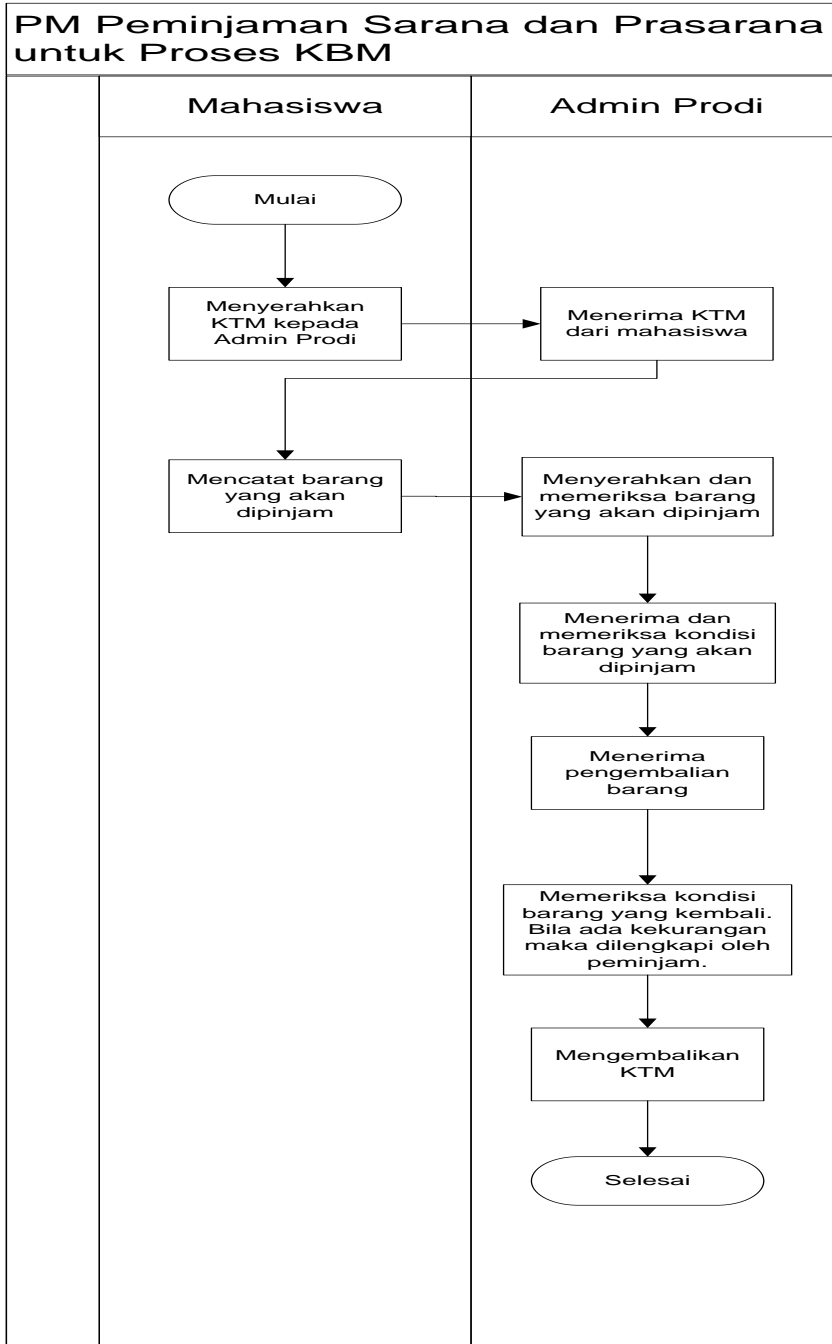 PM Peminjaman Sarana dan Prasarana
untuk Proses KBM
Mahasiswa
Admin Prodi
Mulai
Menyerahkan
KTM kepada
Admin Prodi
Menerima KTM
dari mahasiswa
Mencatat barang
yang akan
dipinjam
Menyerahkan dan
memeriksa barang
yang akan dipinjam
Menerima dan
memeriksa kondisi
barang yang akan
dipinjam
Menerima
pengembalian
barang
Memeriksa kondisi
barang yang kembali.
Bila ada kekurangan
maka dilengkapi oleh
peminjam.
Mengembalikan
KTM
Selesai